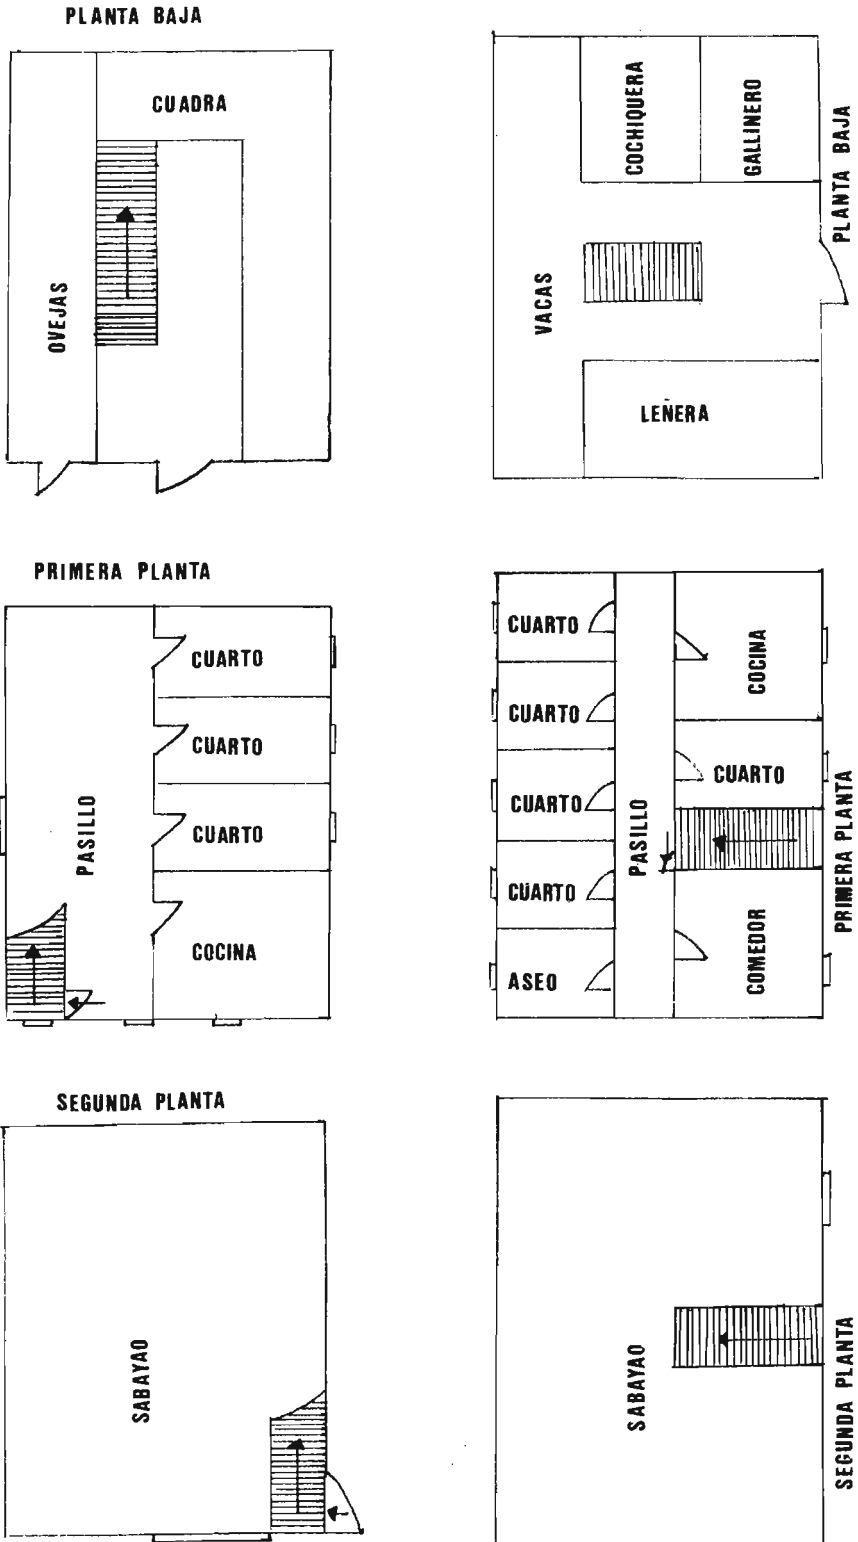 PLANTA BAJA
CUADRA
OVEJAS
COCHIQUERA
GALLINERO
PLANTA BAJA
VACAS
LEÑERA
PRIMERA PLANTA
CUARTO
CUARTO
CUARTO
PASILLO
COCINA
CUARTO
CUARTO
CUARTO
CUARTO
ASEO
PASILLO
COCINA
CUARTO
COMEDOR
PRIMERA PLANTA
SEGUNDA PLANTA
SABAYAO
SABAYAO
SEGUNDA PLANTA